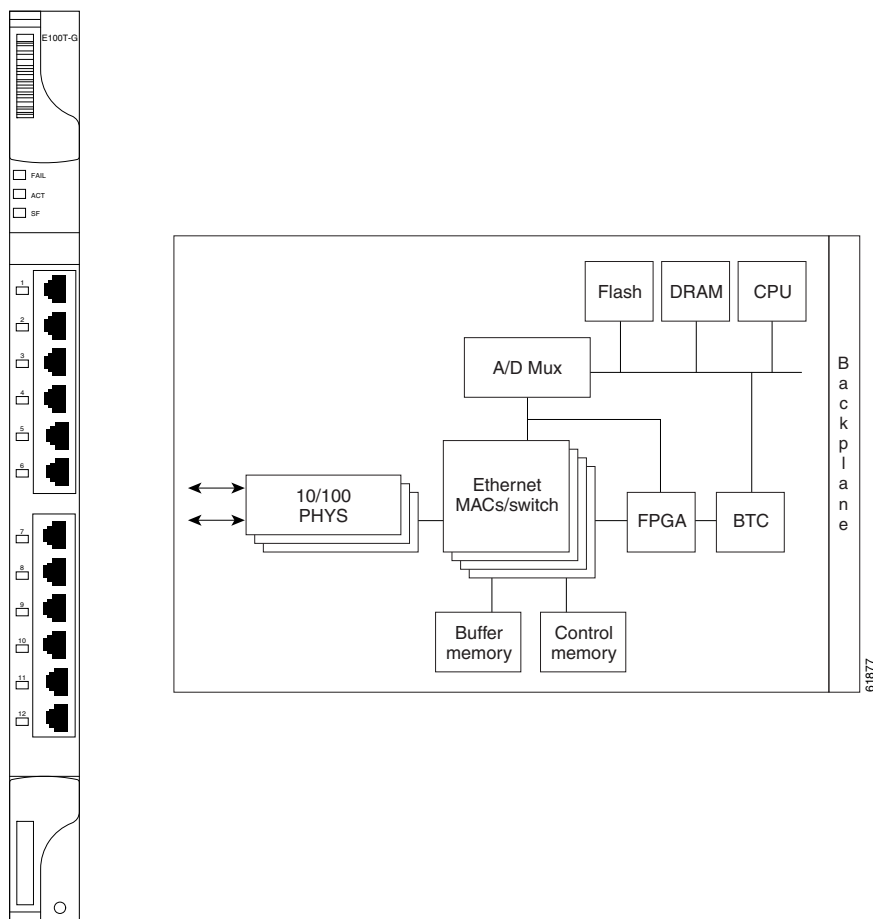 E100T-G
FAIL
ACT
SF
1
2
3
4
5
6
7
8
9
10
11
12
Flash
DRAM
CPU
A/D Mux
Ethernet
MACs/switch
10/100
PHYS
FPGA
BTC
Buffer
memory
Control
memory
Backplane
61877